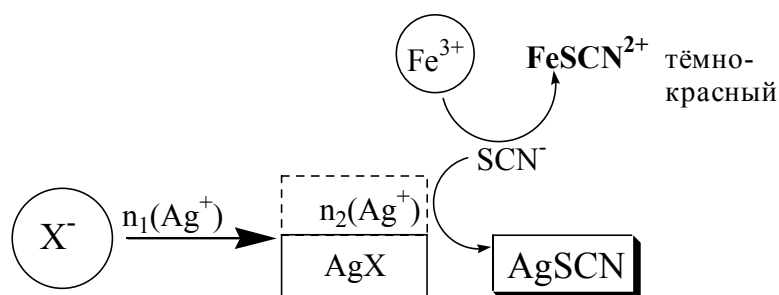 Fe³⁺
FeSCN²⁺ тёмно-
красный
SCN⁻
X⁻
n₁(Ag⁺)
n₂(Ag⁺)
AgX
AgSCN